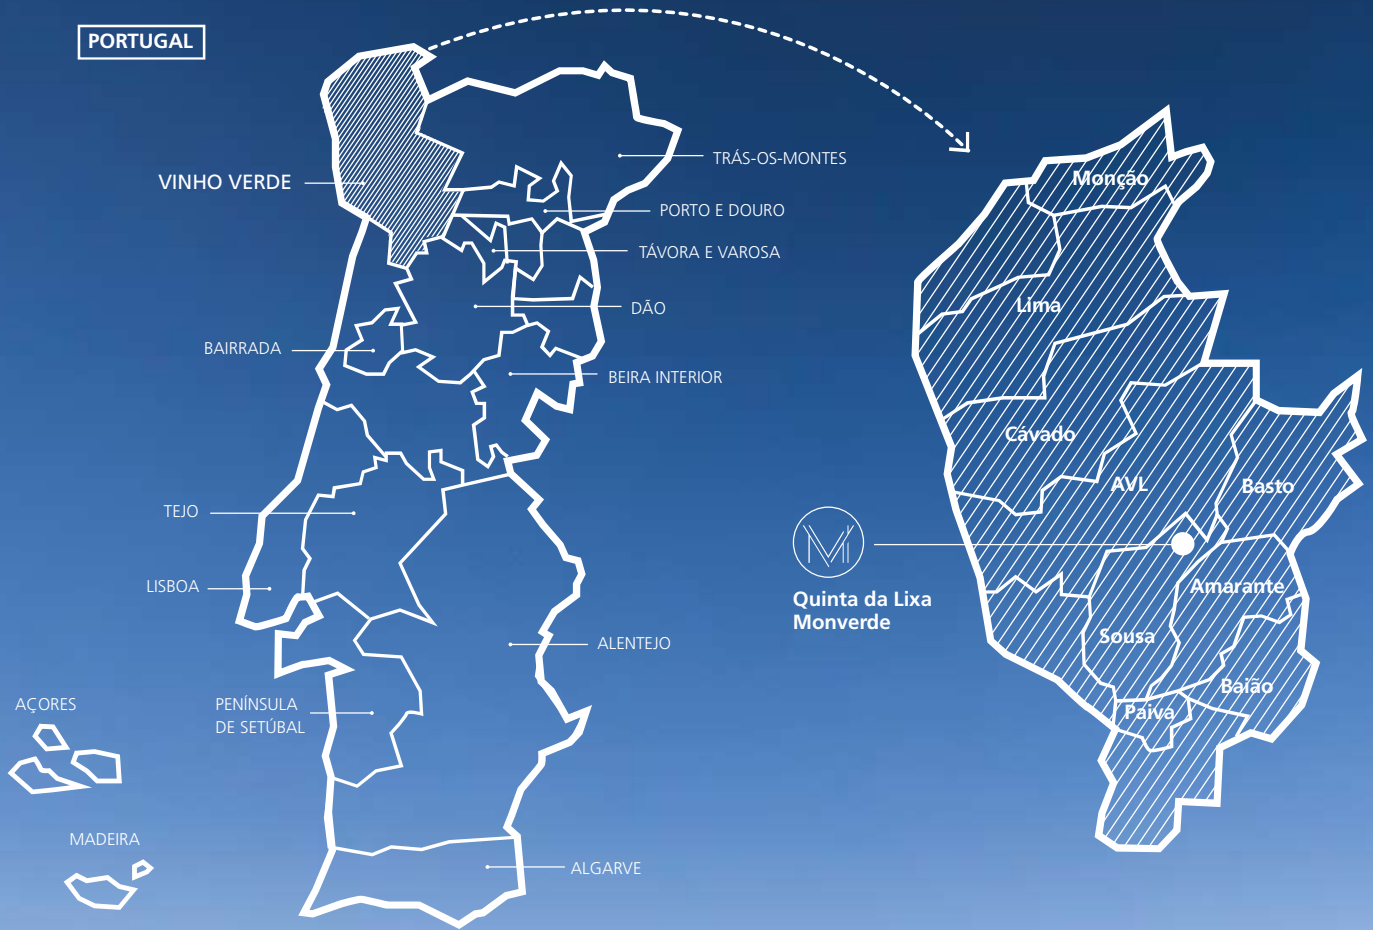 PORTUGAL
VINHO VERDE
TRÁS-OS-MONTES
PORTO E DOURO
TÁVORA E VAROSA
DÃO
BAIRRADA
BEIRA INTERIOR
TEJO
LISBOA
ALENTEJO
PENÍNSULA
DE SETÚBAL
AÇORES
MADEIRA
ALGARVE
Monção
Lima
Cávado
AVL
Basto
M
Quinta da Lixa
Monverde
Amarante
Sousa
Baião
Paiva